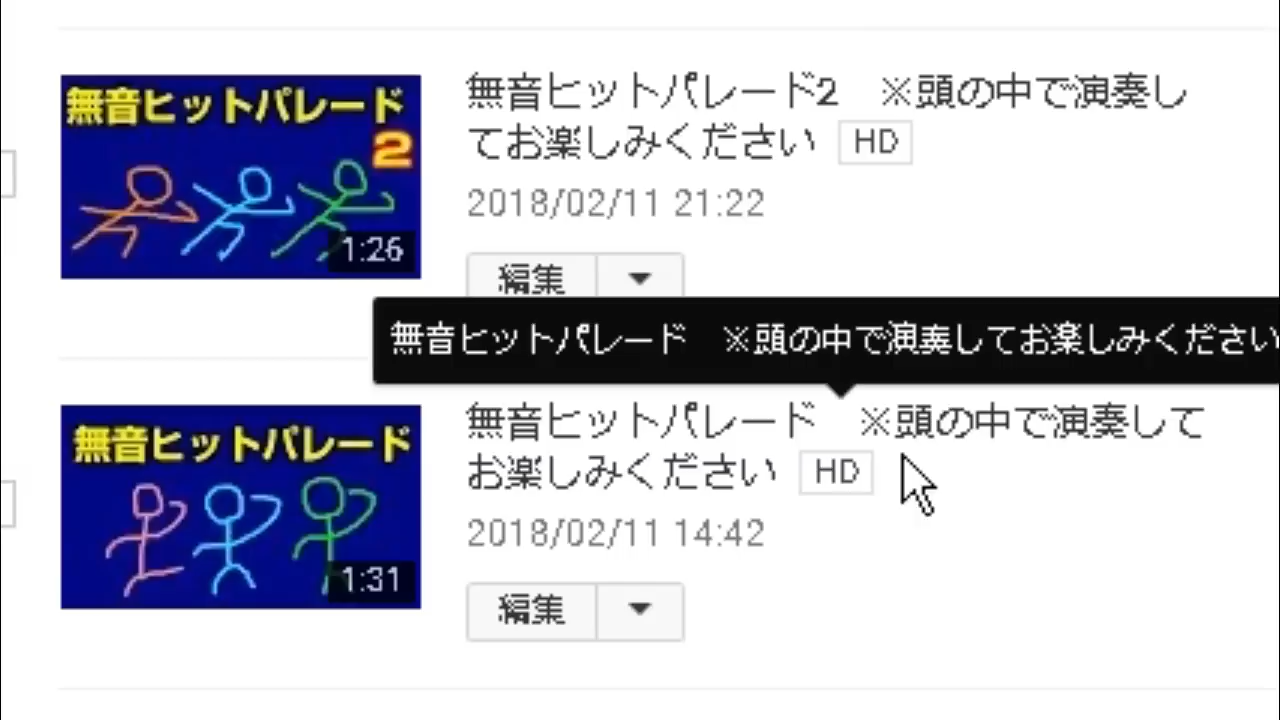 無音ヒットパレード
2
1:26
無音ヒットパレード2　※頭の中で演奏し
てお楽しみください HD
2018/02/11 21:22
編集
無音ヒットパレード　※頭の中で演奏してお楽しみください
無音ヒットパレード
1:31
無音ヒットパレード　※頭の中で演奏して
お楽しみください HD
2018/02/11 14:42
編集